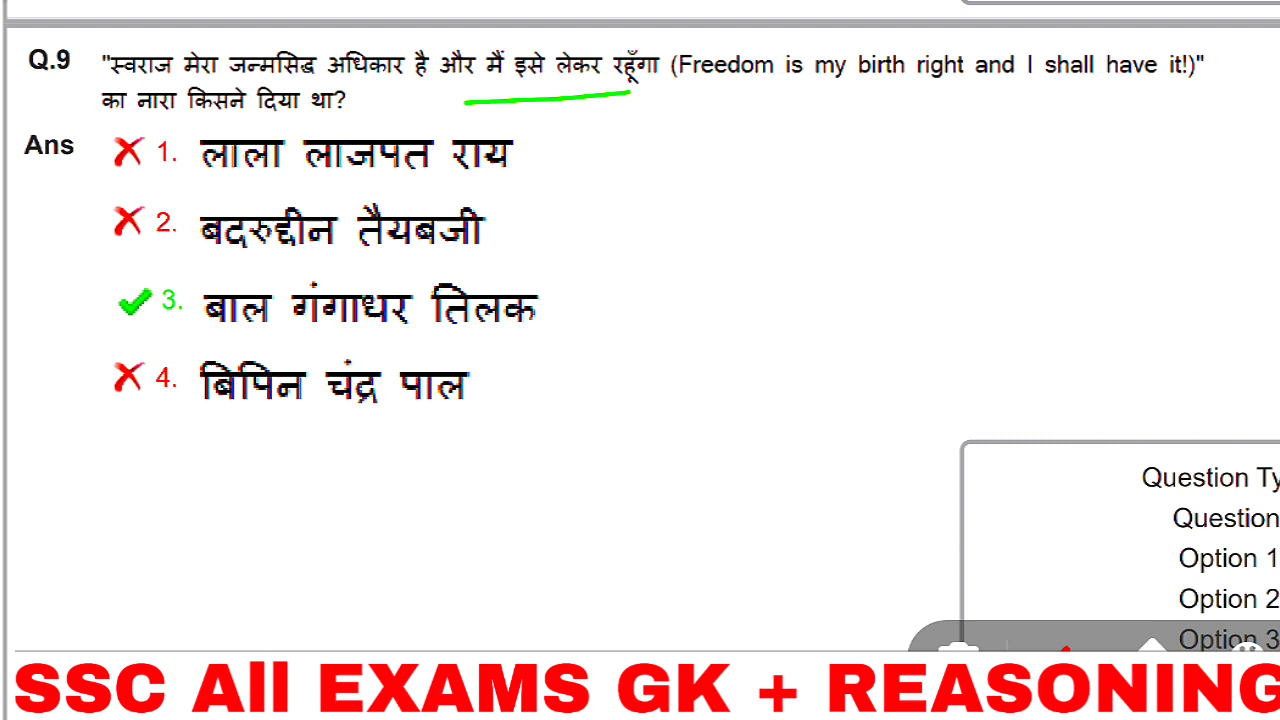 Q.9 "स्वराज मेरा जन्मसिद्ध अधिकार है और मैं इसे लेकर रहूँगा (Freedom is my birth right and I shall have it!)"
का नारा किसने दिया था?
Ans 1. लाला लाजपत राय
2. बदरुद्दीन तैयबजी
3. बाल गंगाधर तिलक
4. बिपिन चंद्र पाल
Question Ty
Question
Option 1
Option 2
Option 3
SSC All EXAMS GK + REASONING